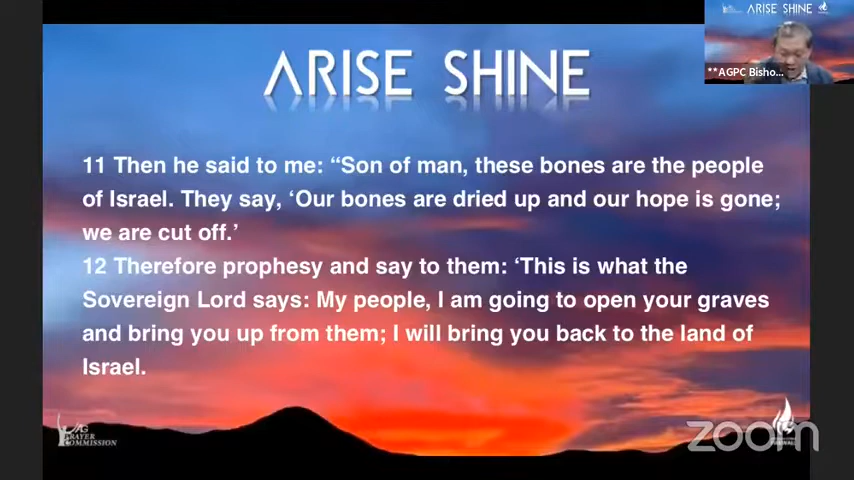 ARISE SHINE
**AGPC Bisho...
ARISE SHINE
11 Then he said to me: “Son of man, these bones are the people
of Israel. They say, ‘Our bones are dried up and our hope is gone;
we are cut off.’
12 Therefore prophesy and say to them: ‘This is what the
Sovereign Lord says: My people, I am going to open your graves
and bring you up from them; I will bring you back to the land of
Israel.
AG
PRAYER
COMMISSION
zoom